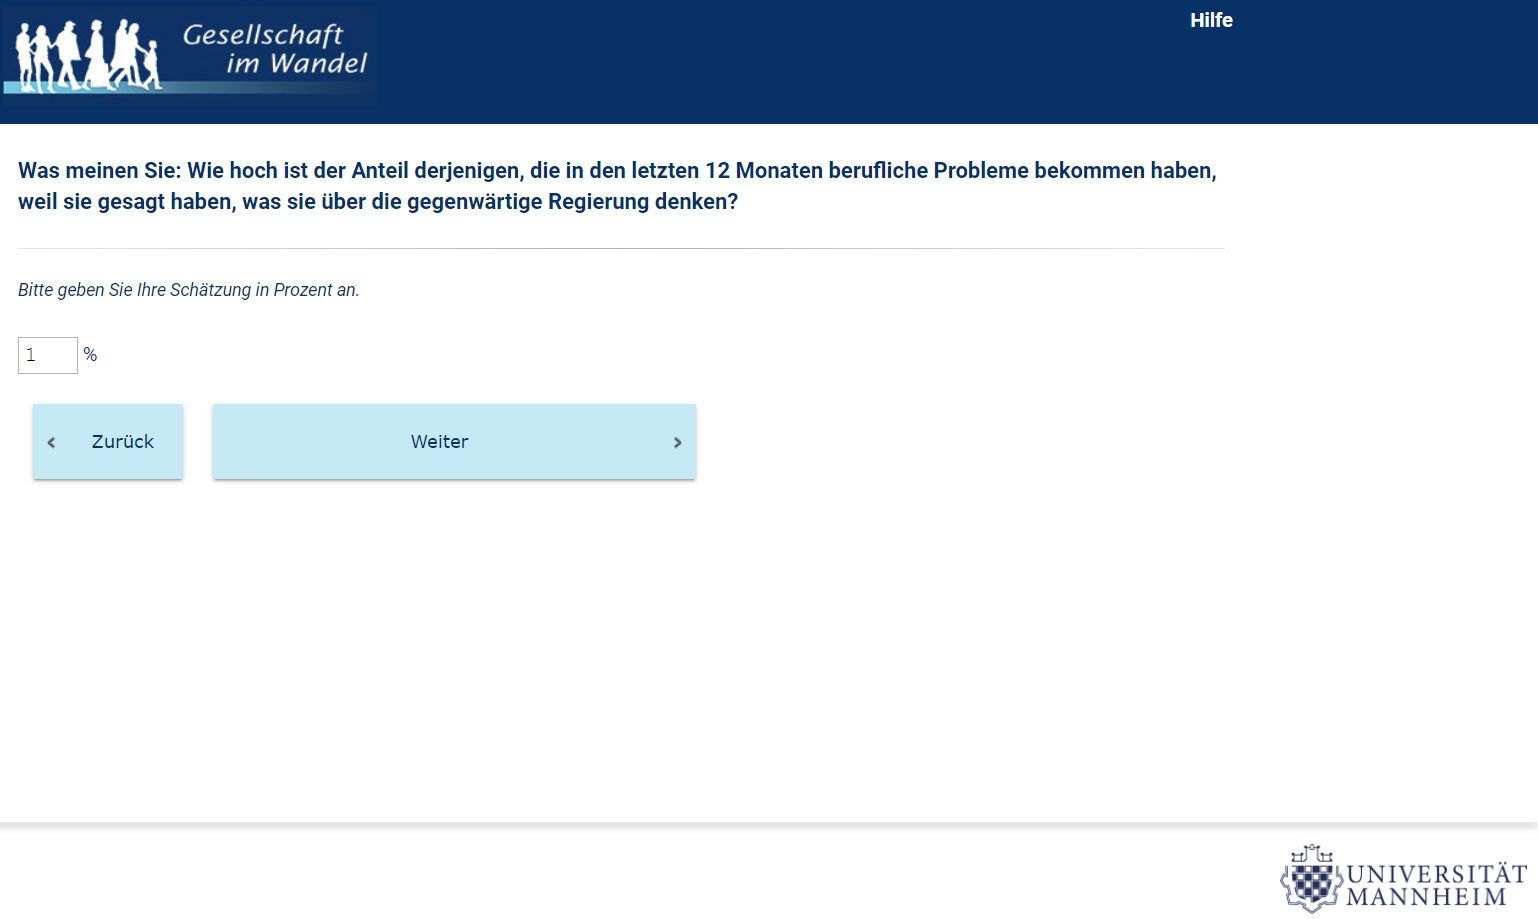 Gesellschaft
im Wandel
Hilfe
Was meinen Sie: Wie hoch ist der Anteil derjenigen, die in den letzten 12 Monaten berufliche Probleme bekommen haben,
weil sie gesagt haben, was sie über die gegenwärtige Regierung denken?
Bitte geben Sie Ihre Schätzung in Prozent an.
1 %
Zurück
Weiter
UNIVERSITÄT
MANNHEIM